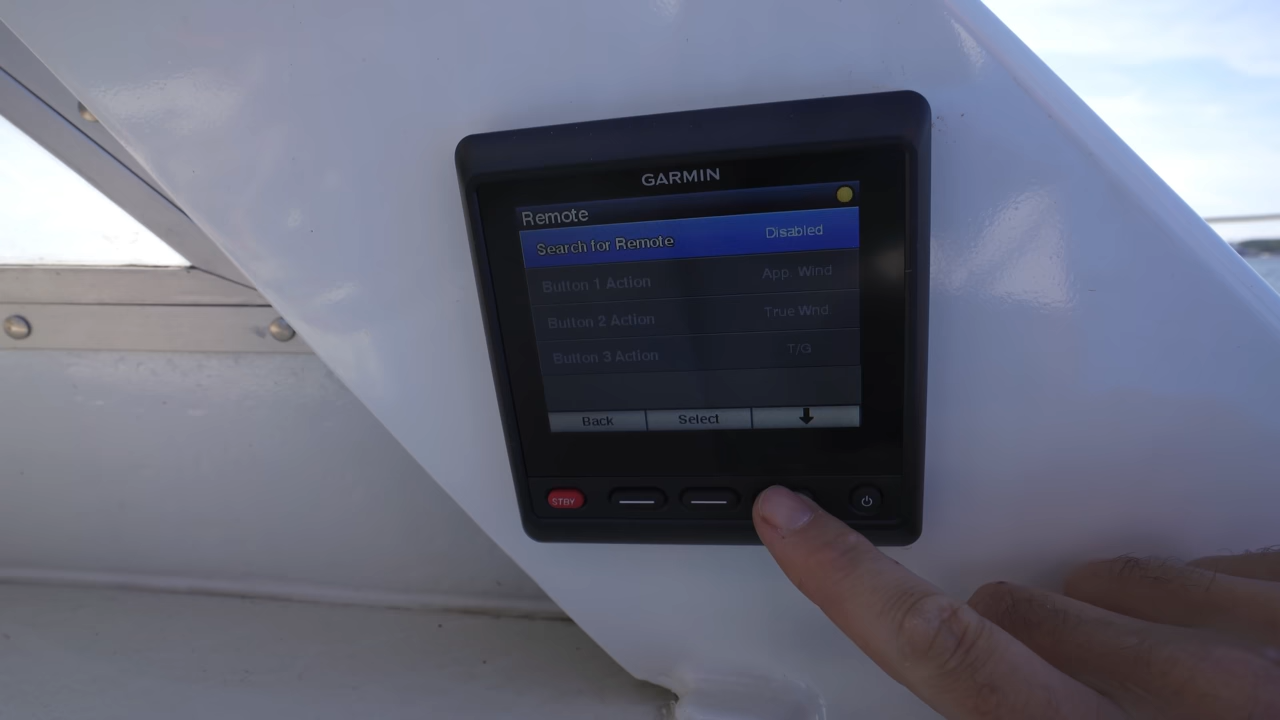 GARMIN
Remote
Search for Remote Disabled
Button 1 Action App. Wind
Button 2 Action True Wnd
Button 3 Action T/G
Back Select
STBY